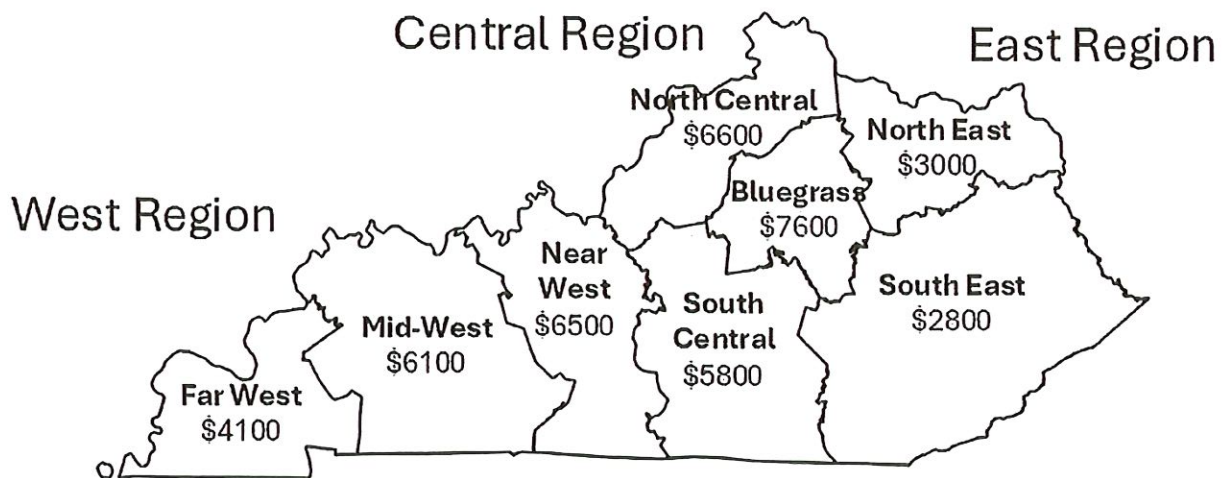 Central Region
East Region
North Central
$6600
North East
$3000
Bluegrass
$7600
West Region
Near
West
$6500
South East
$2800
South
Central
$5800
Mid-West
$6100
Far West
$4100